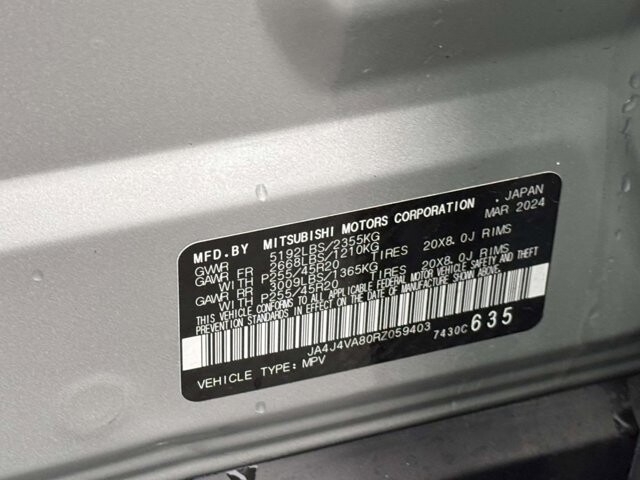 MFD.BY MITSUBISHI MOTORS CORPORATION, JAPAN
MAR 2024
GVWR 5192LBS/2355KG
GAWR FR 2668LBS/1210KG
WITH P255/45R20 TIRES 20X8.0J RIMS
GAWR RR 3009LBS/1365KG
WITH P255/45R20 TIRES 20X8.0J RIMS
THIS VEHICLE CONFORMS TO ALL APPLICABLE FEDERAL MOTOR VEHICLE SAFETY, BUMPER AND THEFT
PREVENTION STANDARDS IN EFFECT ON THE DATE OF MANUFACTURE SHOWN ABOVE.
JA4J4VA80RZ059403 7430C 635
VEHICLE TYPE: MPV